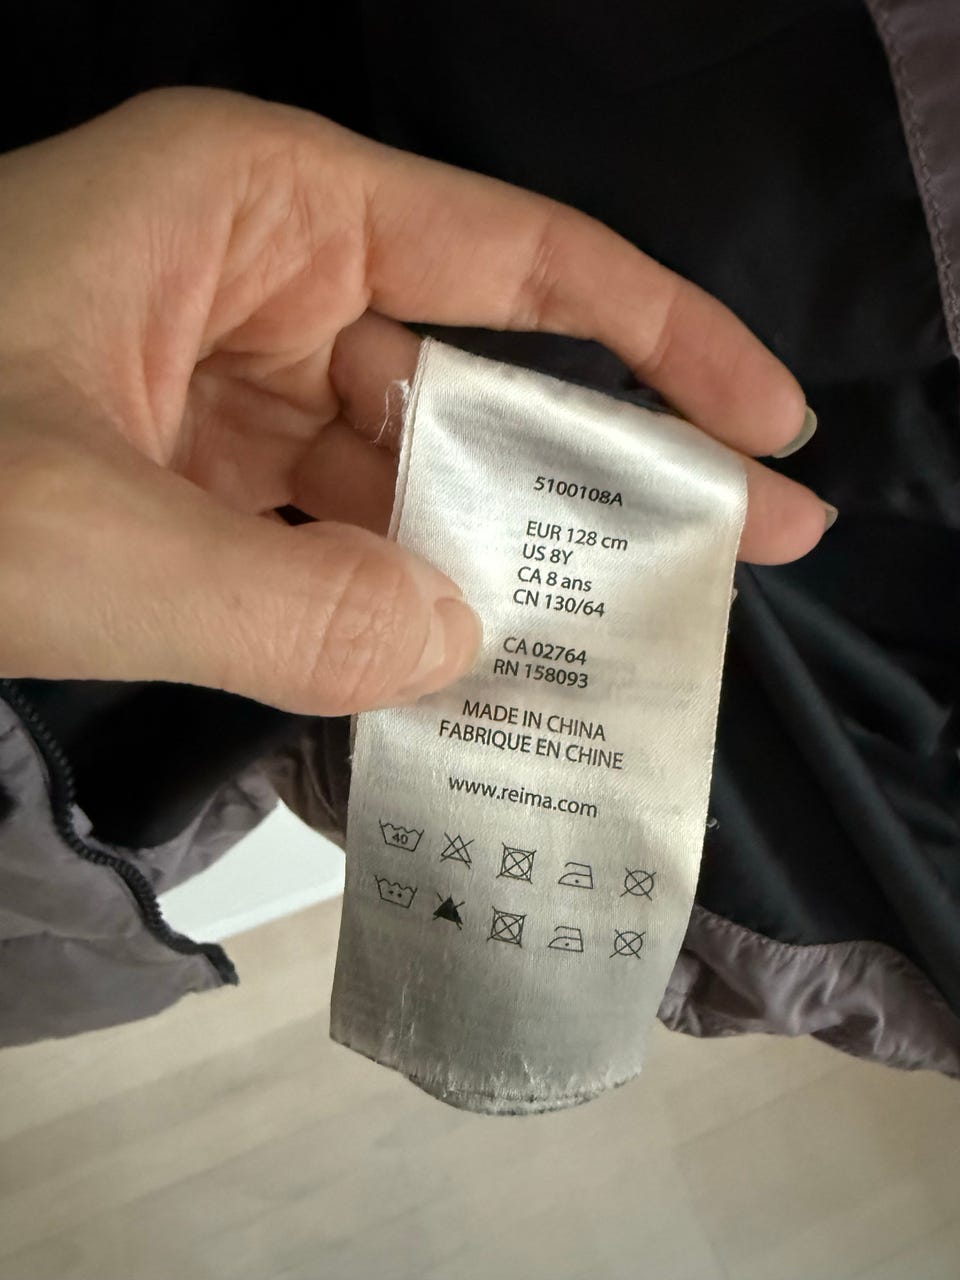 5100108A
EUR 128 cm
US 8Y
CA 8 ans
CN 130/64
CA 02764
RN 158093
MADE IN CHINA
FABRIQUE EN CHINE
www.reima.com
40